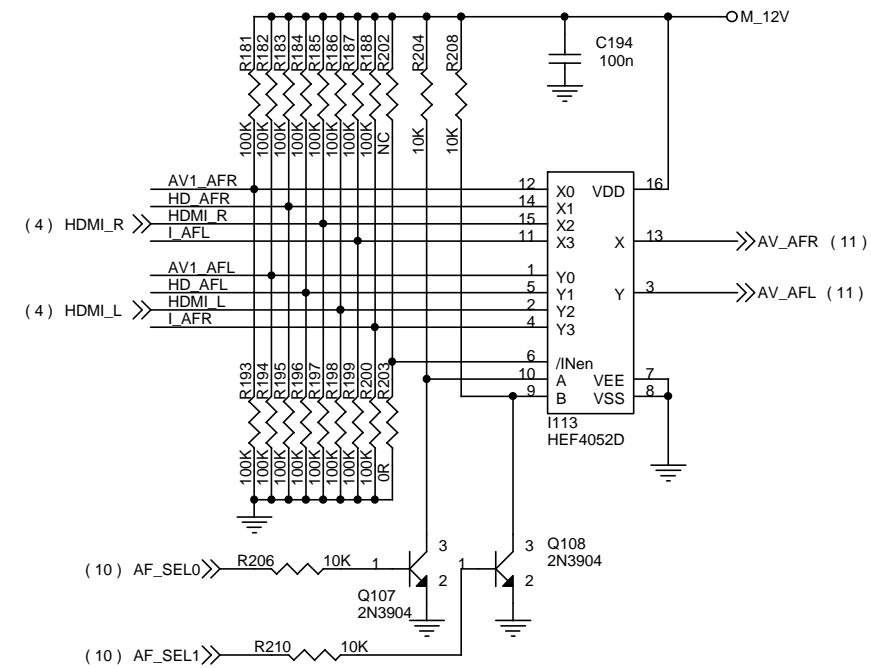 M_12V
R181
R182
R183
R184
R185
R186
R187
R188
R202
R204
R208
C194
100n
100K
100K
100K
100K
100K
100K
100K
100K
NC
10K
10K
AV1_AFR
HD_AFR
( 4 ) HDMI_R
HDMI_R
I_AFL
AV1_AFL
HD_AFL
( 4 ) HDMI_L
HDMI_L
I_AFR
12 X0 VDD 16
14 X1
15 X2
11 X3 X 13 AV_AFR ( 11 )
1 Y0
5 Y1 Y 3 AV_AFL ( 11 )
2 Y2
4 Y3
6 /INen
10 A VEE 7
9 B VSS 8
I113
HEF4052D
R193
R194
R195
R196
R197
R198
R199
R200
R203
100K
100K
100K
100K
100K
100K
100K
100K
0R
( 10 ) AF_SEL0 R206 10K 1 3 2
Q107
2N3904
1 3 2
Q108
2N3904
( 10 ) AF_SEL1 R210 10K